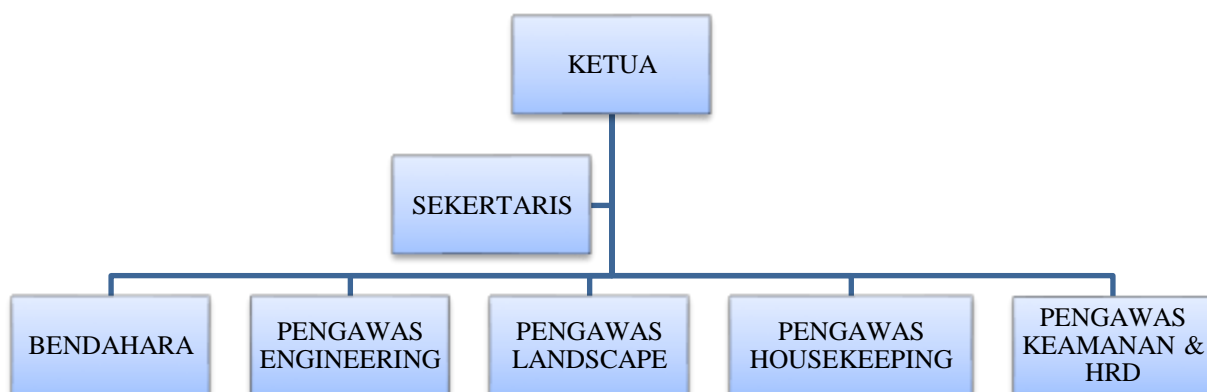 KETUA
SEKERTARIS
BENDAHARA
PENGAWAS
ENGINEERING
PENGAWAS
LANDSCAPE
PENGAWAS
HOUSEKEEPING
PENGAWAS
KEAMANAN &
HRD